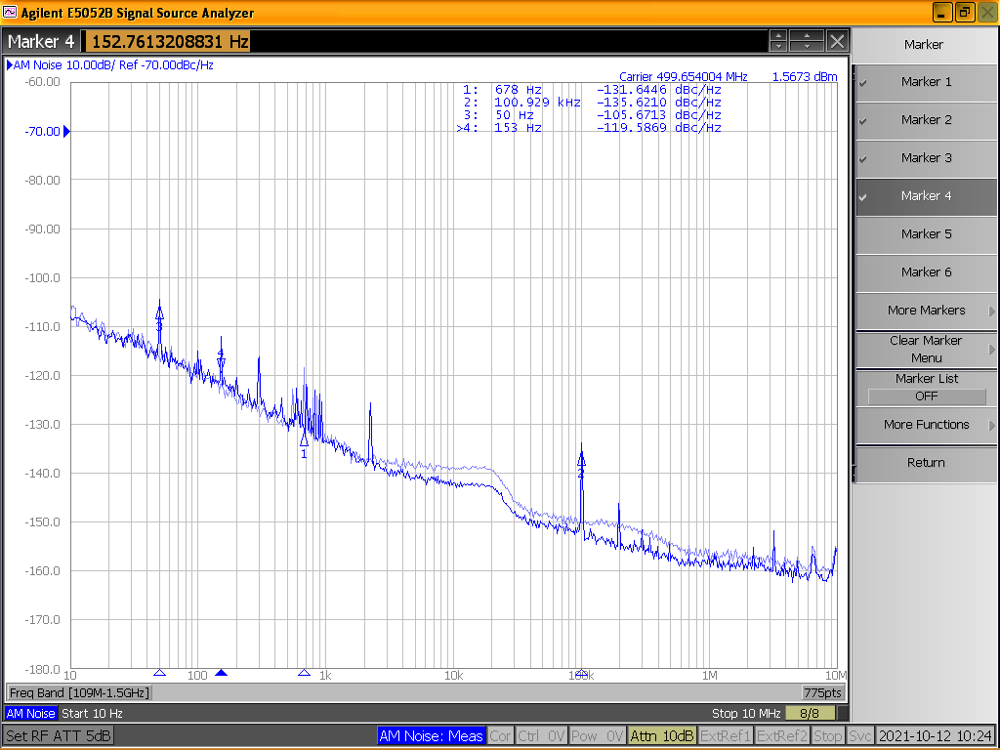 Agilent E5052B Signal Source Analyzer
Marker 4 152.7613208831 Hz
AM Noise 10.00dB/ Ref -70.00dBc/Hz
Carrier 499.654004 MHz 1.5673 dBm
1: 678 Hz -131.6446 dBc/Hz
2: 100.929 kHz -135.6210 dBc/Hz
3: 50 Hz -105.6713 dBc/Hz
>4: 153 Hz -119.5869 dBc/Hz
-60.00
-70.00
-80.00
-90.00
-100.0
-110.0
-120.0
-130.0
-140.0
-150.0
-160.0
-170.0
-180.0
3
4
1
2
10 100 1k 10k 100k 1M 10M
Freq Band [109M-1.5GHz] 775pts
AM Noise Start 10 Hz Stop 10 MHz 8/8
Set RF ATT 5dB AM Noise: Meas Cor Ctrl 0V Pow 0V Attn 10dB ExtRef1 ExtRef2 Stop Svc 2021-10-12 10:24
Marker
Marker 1
Marker 2
Marker 3
Marker 4
Marker 5
Marker 6
More Markers
Clear Marker
Menu
Marker List
OFF
More Functions
Return